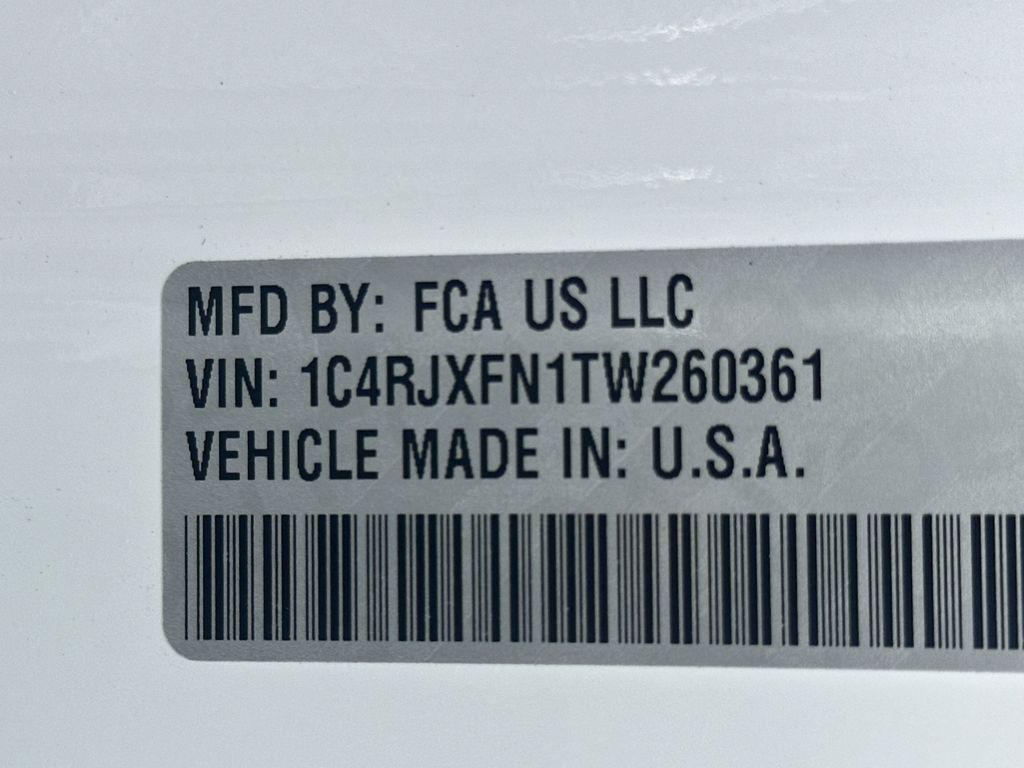 MFD BY: FCA US LLC
VIN: 1C4RJXFN1TW260361
VEHICLE MADE IN: U.S.A.